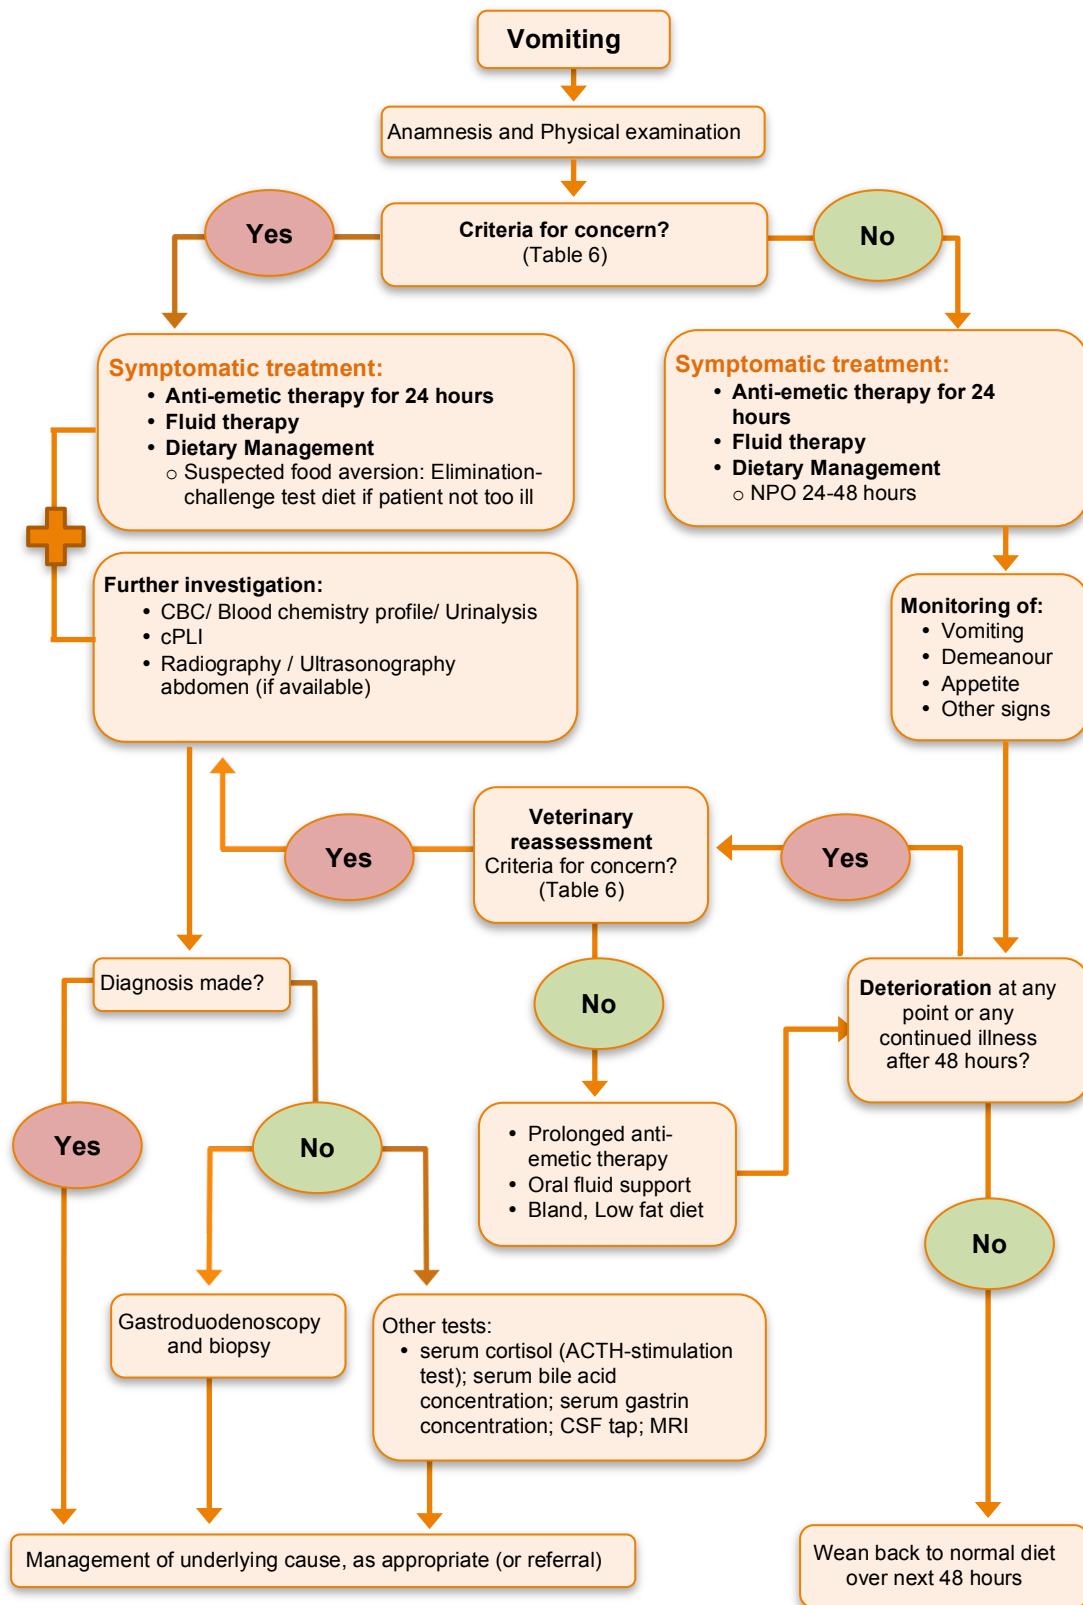 Vomiting
Anamnesis and Physical examination
Yes
Criteria for concern?
(Table 6)
No
Symptomatic treatment:
• Anti-emetic therapy for 24 hours
• Fluid therapy
• Dietary Management
o Suspected food aversion: Elimination-
challenge test diet if patient not too ill
Symptomatic treatment:
• Anti-emetic therapy for 24
hours
• Fluid therapy
• Dietary Management
o NPO 24-48 hours
Further investigation:
• CBC/ Blood chemistry profile/ Urinalysis
• cPLI
• Radiography / Ultrasonography
abdomen (if available)
Monitoring of:
• Vomiting
• Demeanour
• Appetite
• Other signs
Yes
Veterinary
reassessment
Criteria for concern?
(Table 6)
Yes
Diagnosis made?
No
Deterioration at any
point or any
continued illness
after 48 hours?
Yes
No
• Prolonged anti-
emetic therapy
• Oral fluid support
• Bland, Low fat diet
No
Gastroduodenoscopy
and biopsy
Other tests:
• serum cortisol (ACTH-stimulation
test); serum bile acid
concentration; serum gastrin
concentration; CSF tap; MRI
Management of underlying cause, as appropriate (or referral)
Wean back to normal diet
over next 48 hours